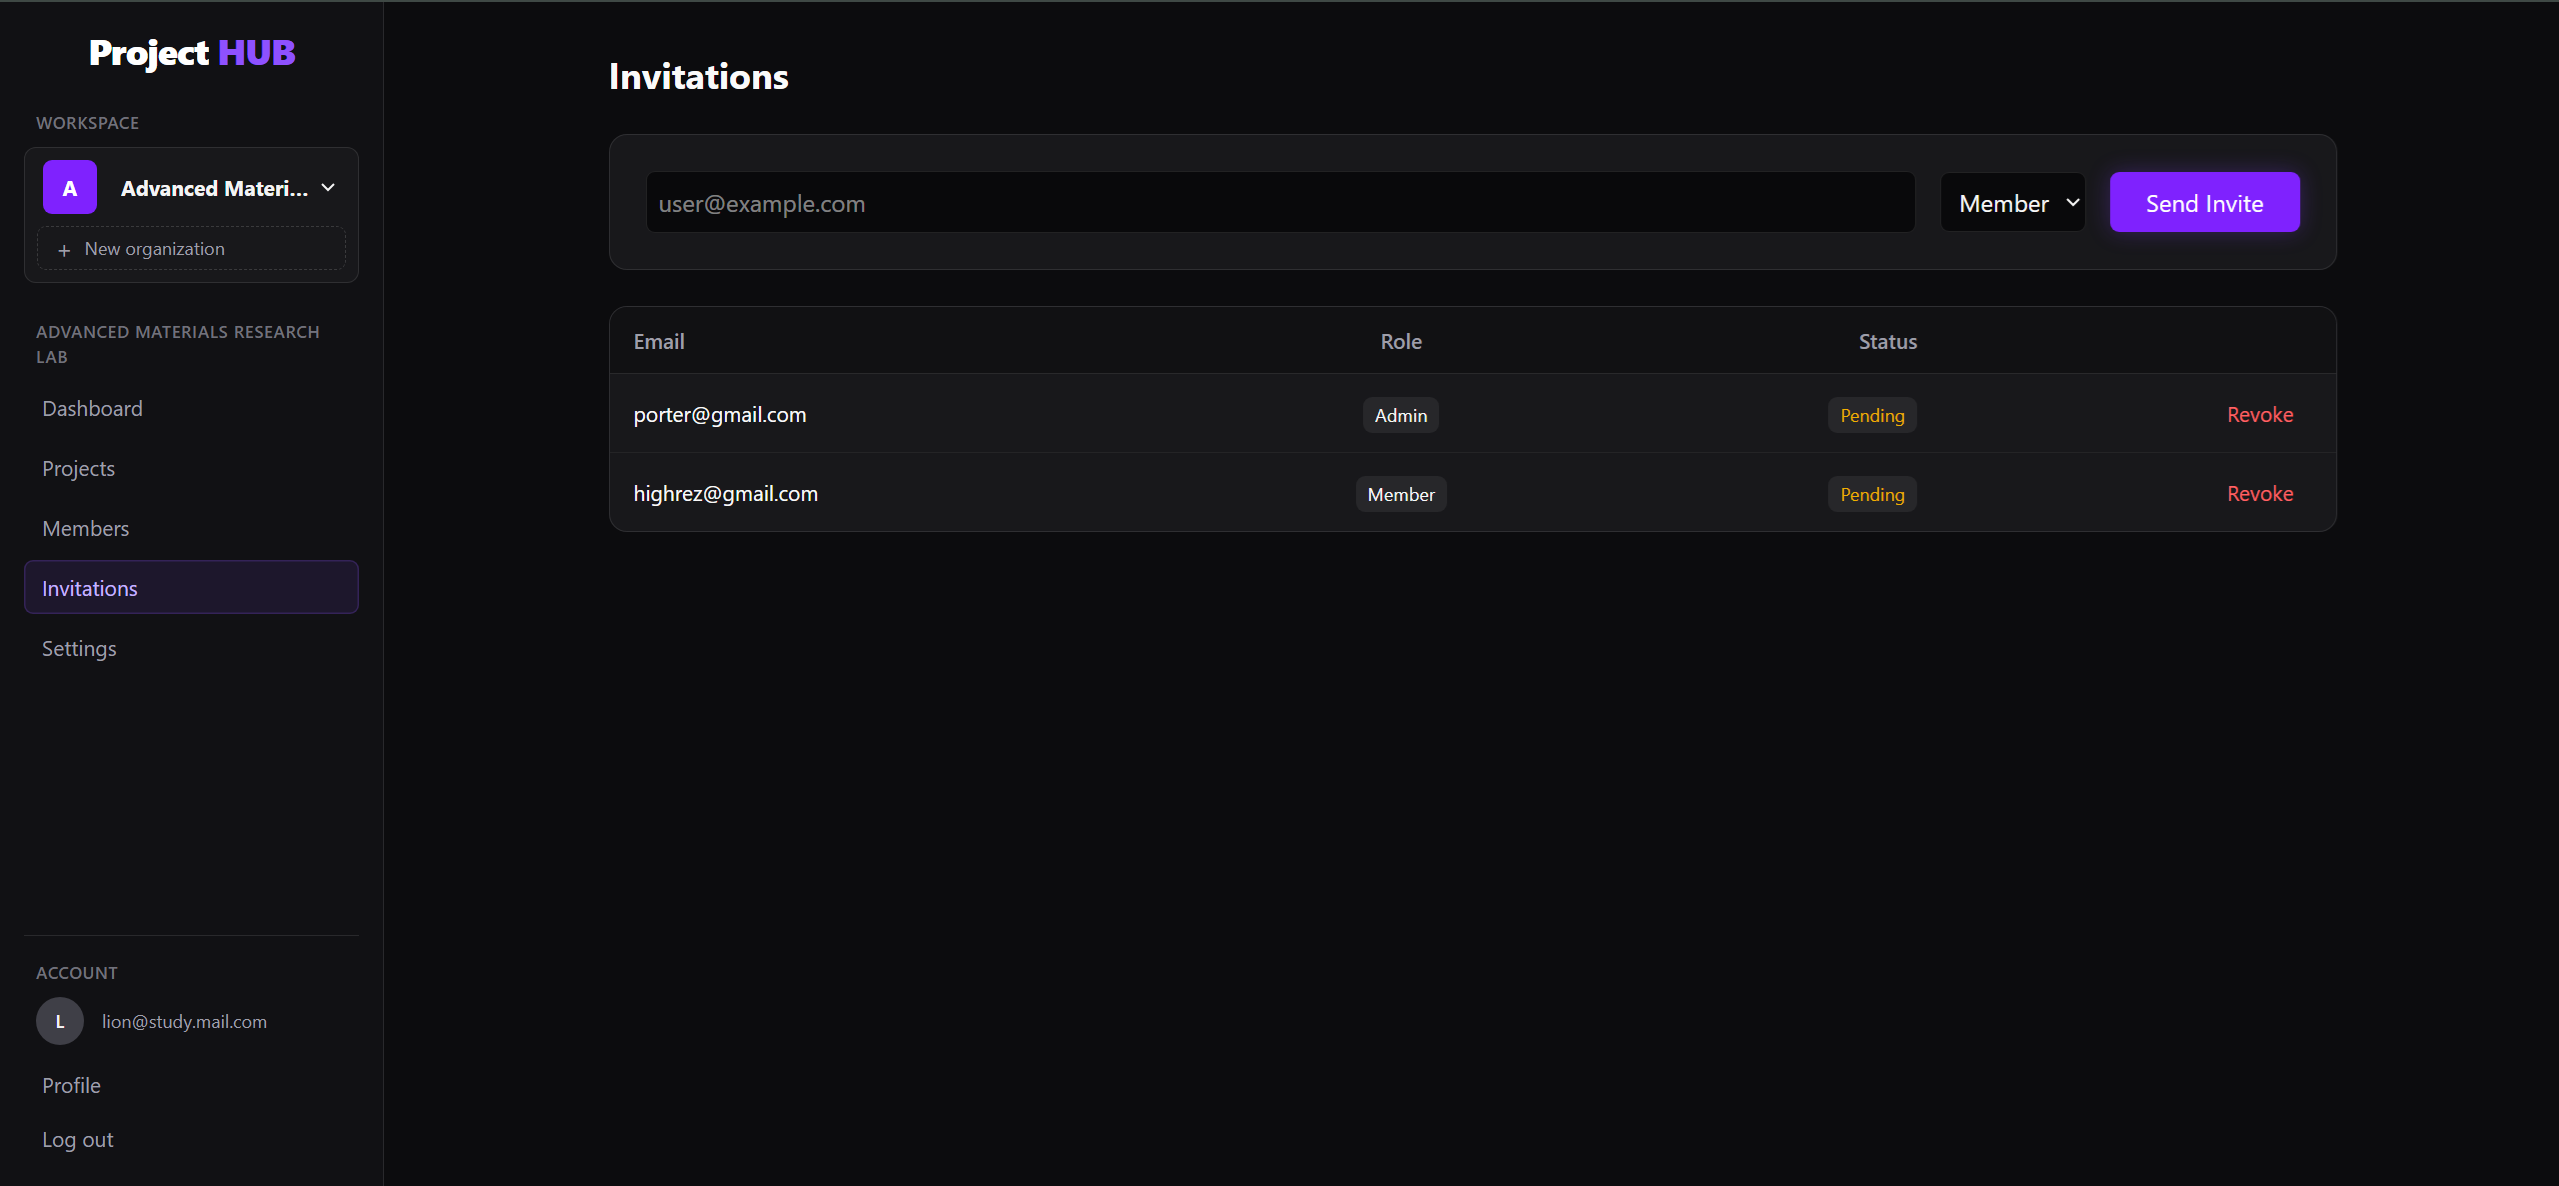 Project HUB
WORKSPACE
A
Advanced Materi...
+ New organization
ADVANCED MATERIALS RESEARCH
LAB
Dashboard
Projects
Members
Invitations
Settings
ACCOUNT
L
lion@study.mail.com
Profile
Log out
Invitations
user@example.com
Member
Send Invite
Email Role Status
porter@gmail.com Admin Pending Revoke
highrez@gmail.com Member Pending Revoke